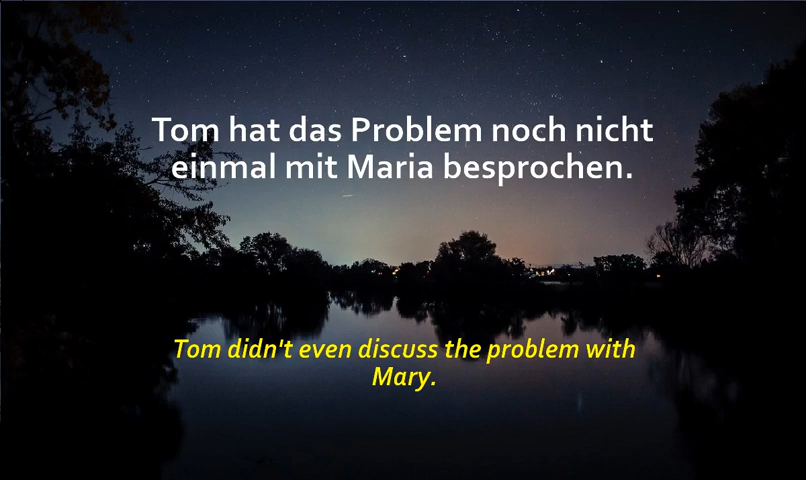 Tom hat das Problem noch nicht
einmal mit Maria besprochen.
Tom didn't even discuss the problem with
Mary.